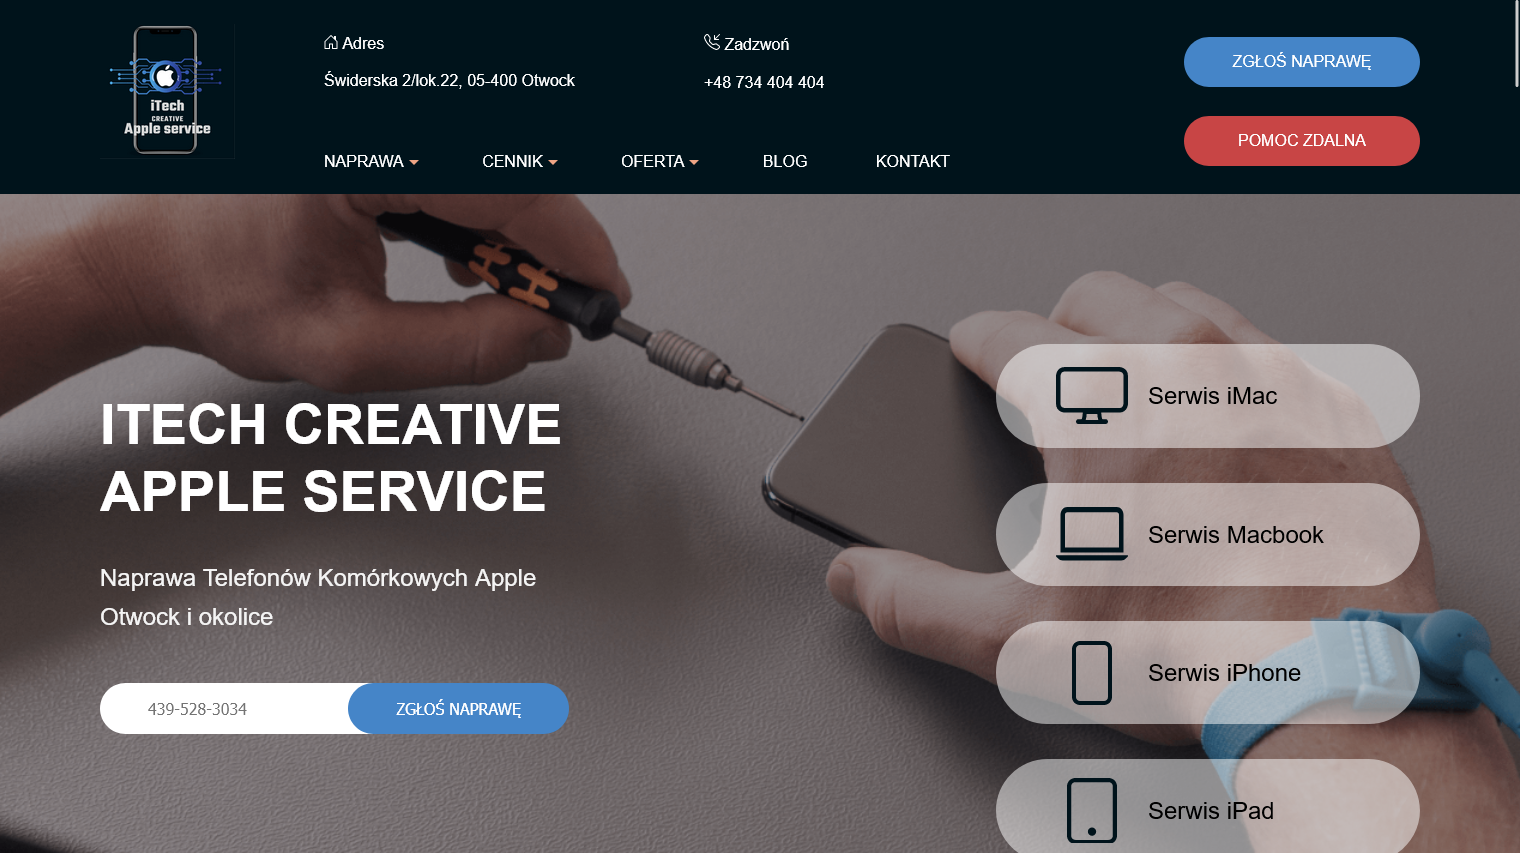 iTech
CREATIVE
Apple service
Adres
Świderska 2/lok.22, 05-400 Otwock
Zadzwoń
+48 734 404 404
ZGŁOŚ NAPRAWĘ
POMOC ZDALNA
NAPRAWA
CENNIK
OFERTA
BLOG
KONTAKT
ITECH CREATIVE
APPLE SERVICE
Naprawa Telefonów Komórkowych Apple
Otwock i okolice
439-528-3034
ZGŁOŚ NAPRAWĘ
Serwis iMac
Serwis Macbook
Serwis iPhone
Serwis iPad